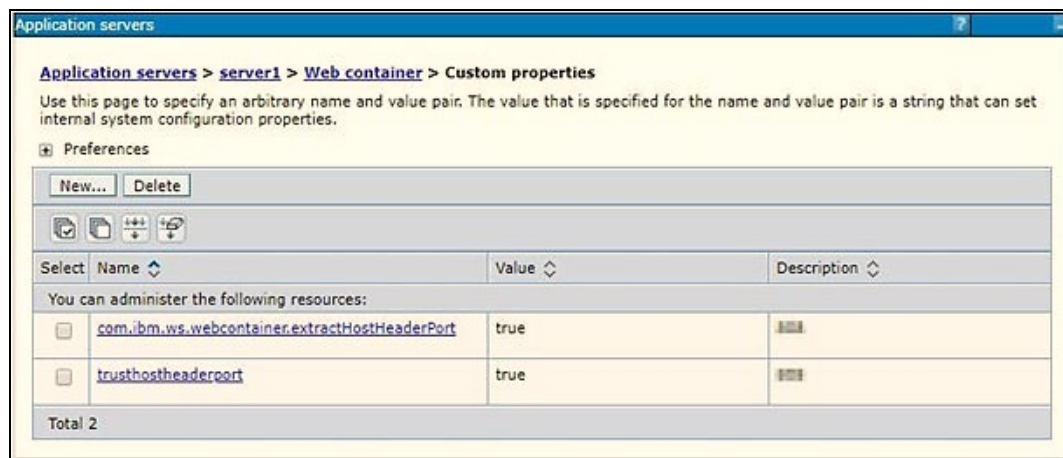 Application servers ?
Application servers > server1 > Web container > Custom properties
Use this page to specify an arbitrary name and value pair. The value that is specified for the name and value pair is a string that can set
internal system configuration properties.
Preferences
New... Delete
Select Name Value Description
You can administer the following resources:
com.ibm.ws.webcontainer.extractHostHeaderPort true
trusthostheaderport true
Total 2